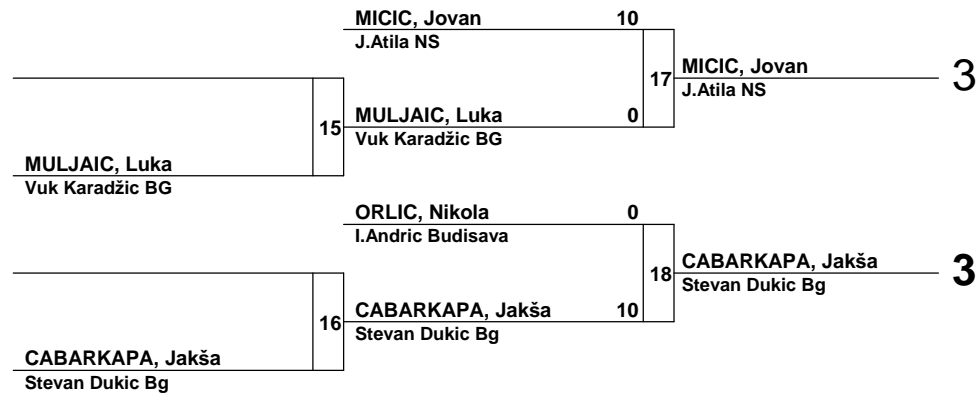 MICIC, Jovan 10
J.Atila NS
17
MICIC, Jovan
J.Atila NS
3
15
MULJAIC, Luka 0
Vuk Karadžic BG
MULJAIC, Luka
Vuk Karadžic BG
ORLIC, Nikola 0
I.Andric Budisava
18
CABARKAPA, Jakša
Stevan Dukic Bg
3
16
CABARKAPA, Jakša 10
Stevan Dukic Bg
CABARKAPA, Jakša
Stevan Dukic Bg